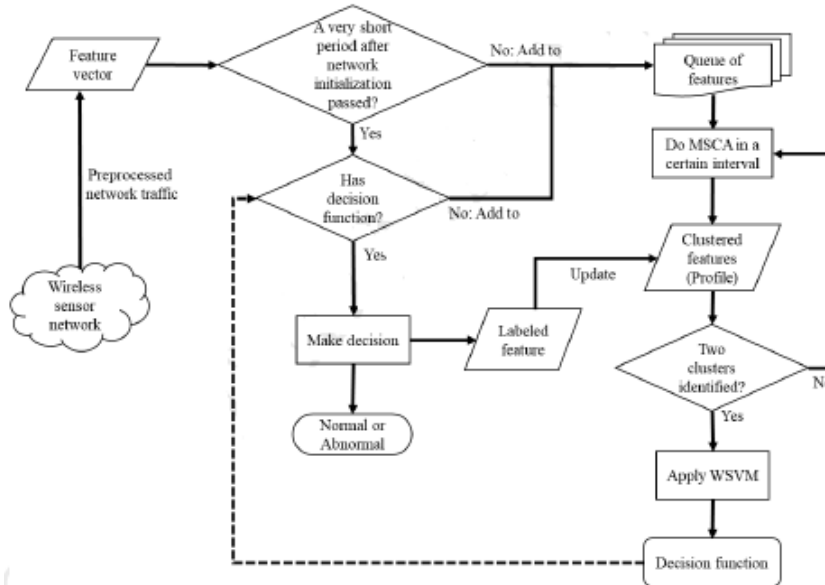 A very short
period after
network
initialization
passed?
No: Add to
Feature
vector
Queue of
features
Yes
Do MSCA in a
certain interval
Preprocessed
network traffic
Has
decision
function?
No: Add to
Yes
Clustered
features
(Profile)
Update
Wireless
sensor
network
Make decision
Labeled
feature
Two
clusters
identified?
Normal or
Abnormal
Yes
Apply WSVM
Decision function